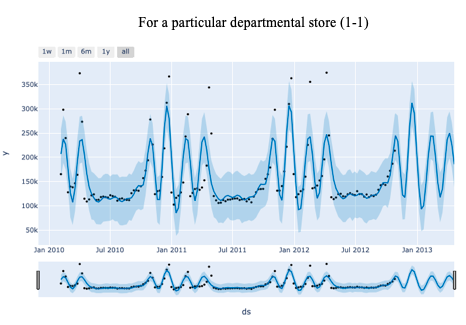 For a particular departmental store (1-1)
1w 1m 6m 1y all
350k
300k
250k
200k
150k
100k
50k
y
Jan 2010 Jul 2010 Jan 2011 Jul 2011 Jan 2012 Jul 2012 Jan 2013
ds